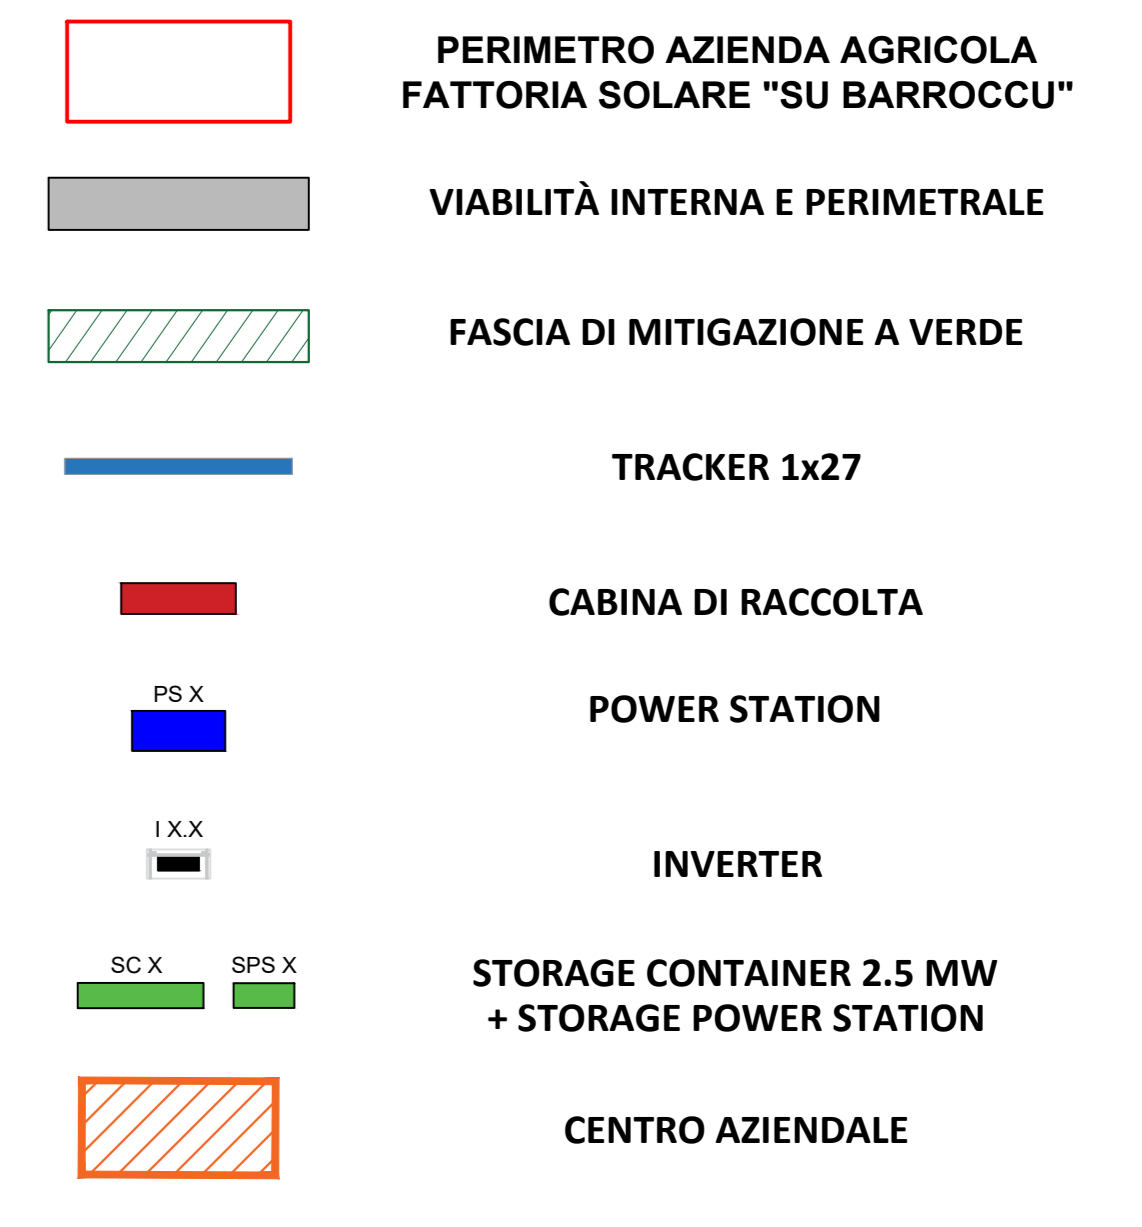 PERIMETRO AZIENDA AGRICOLA
FATTORIA SOLARE "SU BARROCCU"
VIABILITÀ INTERNA E PERIMETRALE
FASCIA DI MITIGAZIONE A VERDE
TRACKER 1x27
CABINA DI RACCOLTA
PS X
POWER STATION
I X.X
INVERTER
SC X SPS X
STORAGE CONTAINER 2.5 MW
+ STORAGE POWER STATION
CENTRO AZIENDALE